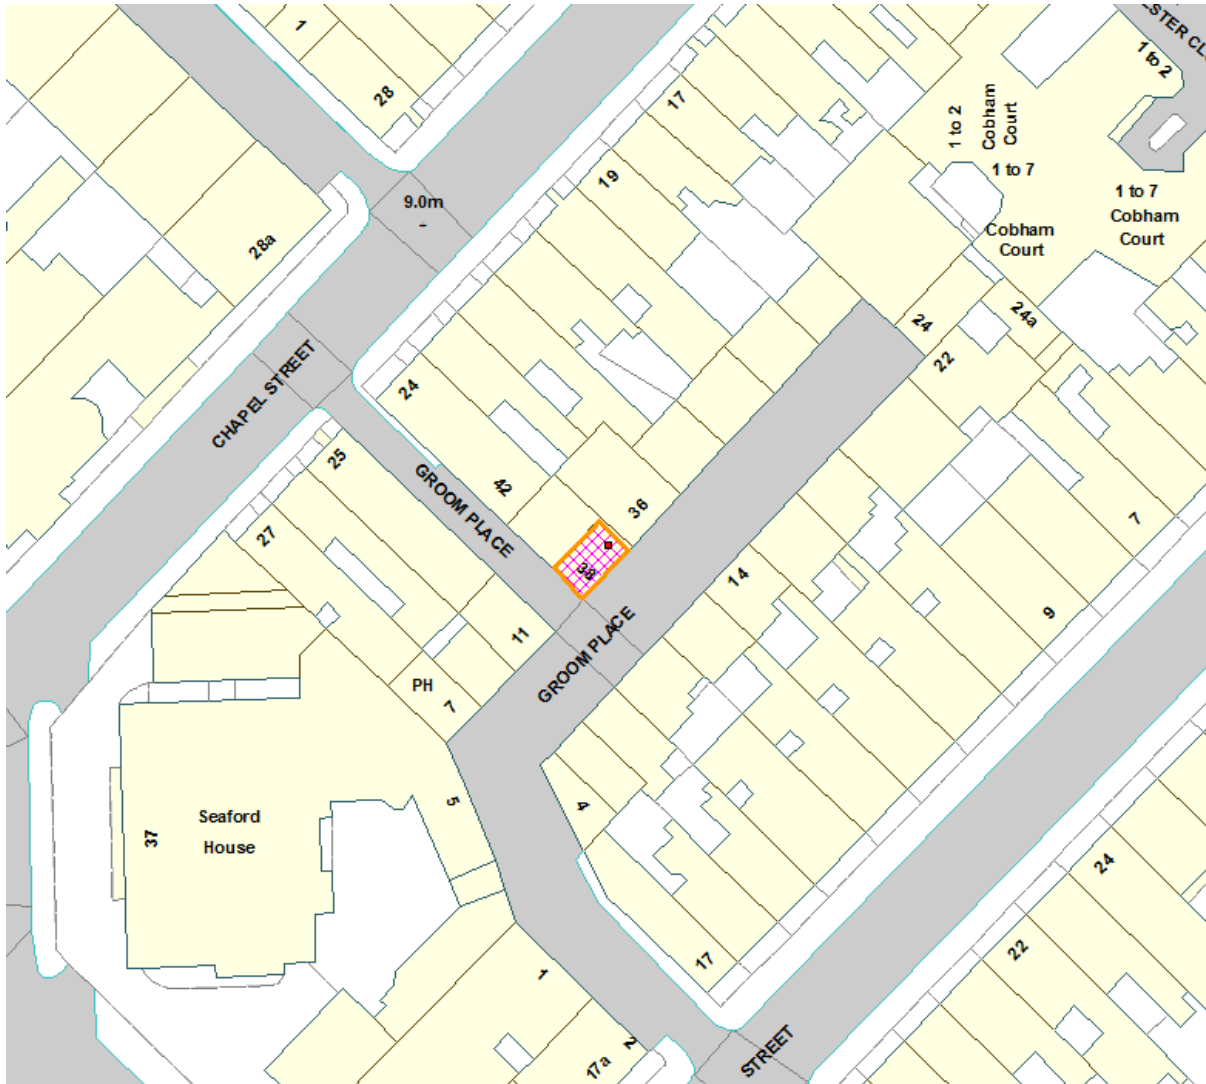 1
28
17
1 to 2
Cobham
Court
1 to 7
1 to 2
19
9.0m
28a
1 to 7
Cobham
Court
Cobham
Court
24
24a
22
CHAPEL STREET
24
25
42
GROOM PLACE
36
27
38
14
7
9
11
GROOM PLACE
PH
7
5
4
Seaford
House
37
24
22
17
1
2
17a
STREET